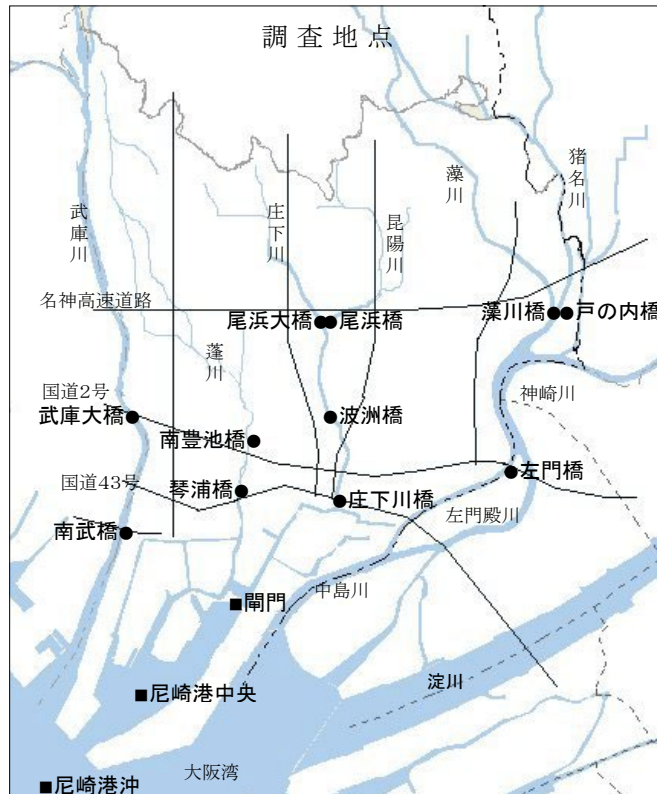 調査地点
猪名川
藻川
武庫川
庄下川
昆陽川
名神高速道路
尾浜大橋
尾浜橋
藻川橋
戸の内橋
蓬川
国道2号
神崎川
武庫大橋
波洲橋
南豊池橋
左門橋
国道43号
琴浦橋
庄下川橋
左門殿川
南武橋
中島川
閘門
淀川
尼崎港中央
大阪湾
尼崎港沖